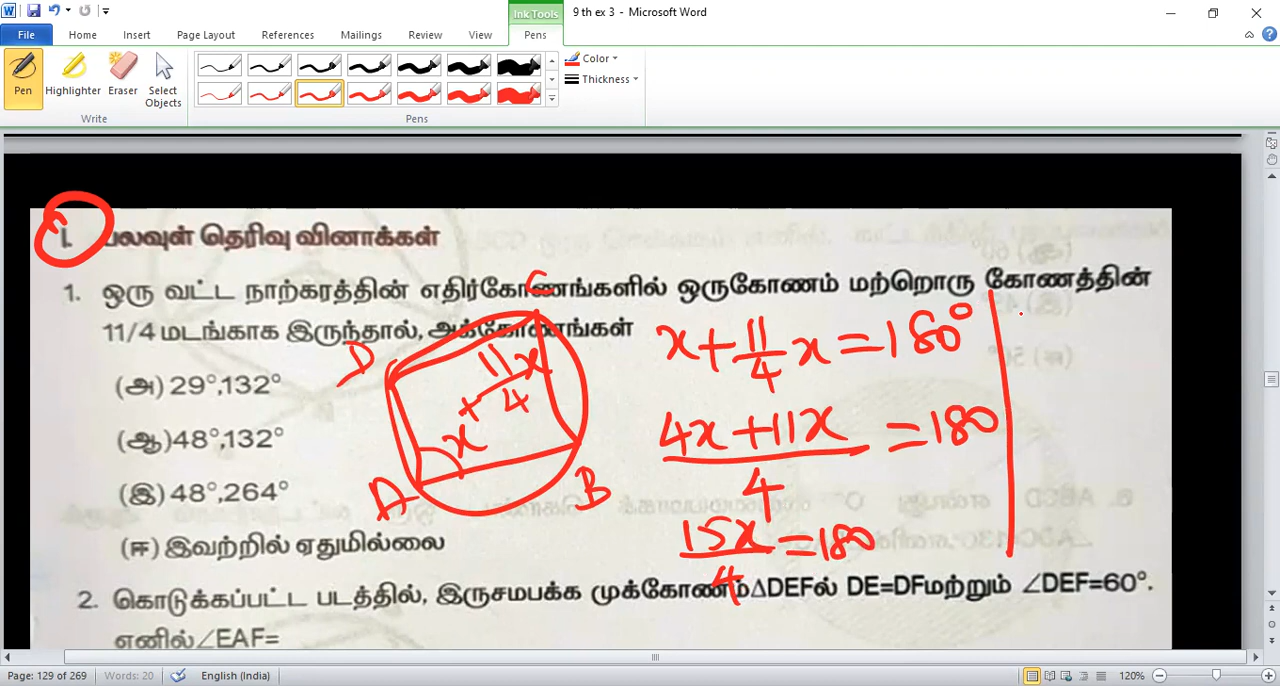 9 th ex 3 - Microsoft Word
Ink Tools
File Home Insert Page Layout References Mailings Review View Pens
Pen Highlighter Eraser Select Objects
Color
Thickness
Write Pens
I. பலவுள் தெரிவு வினாக்கள்
1. ஒரு வட்ட நாற்கரத்தின் எதிர்கோணங்களில் ஒருகோணம் மற்றொரு கோணத்தின்
11/4 மடங்காக இருந்தால், அக்கோணங்கள்
(அ) 29°,132°
(ஆ) 48°,132°
(இ) 48°,264°
(ஈ) இவற்றில் ஏதுமில்லை
C
D
A
B
x + 11/4 x
x + 11/4 x = 180°
4x + 11x / 4 = 180
15x / 4 = 180
2. கொடுக்கப்பட்ட படத்தில், இருசமபக்க முக்கோணம் ΔDEFல் DE=DFமற்றும் ∠DEF=60°.
எனில்∠EAF=
Page: 129 of 269 Words: 20 English (India) 120%